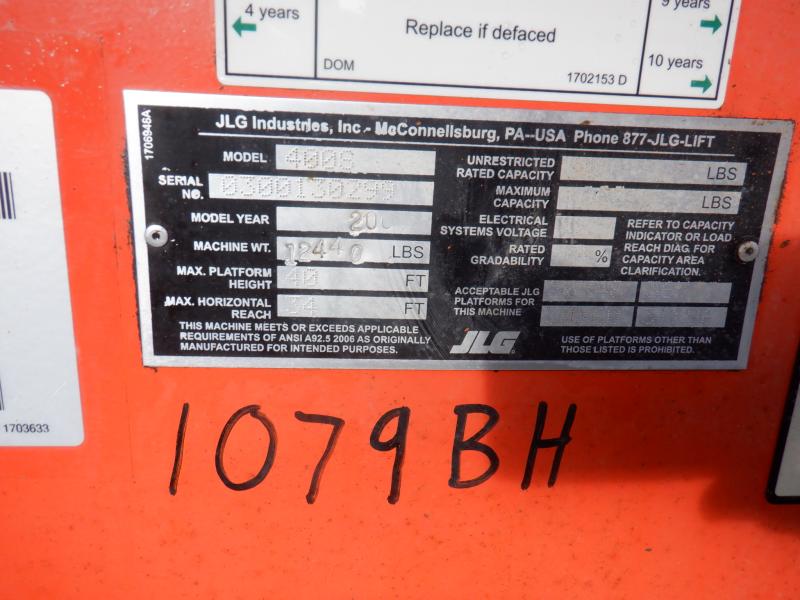 4 years
9 years
Replace if defaced
10 years
DOM
1702153 D
1706948A
JLG Industries, Inc - McConnellsburg, PA--USA Phone 877-JLG-LIFT
MODEL 400S
SERIAL NO. 0300130299
MODEL YEAR
MACHINE WT. 12440 LBS
MAX. PLATFORM HEIGHT 40 FT
MAX. HORIZONTAL REACH 34 FT
THIS MACHINE MEETS OR EXCEEDS APPLICABLE
REQUIREMENTS OF ANSI A92.5 2006 AS ORIGINALLY
MANUFACTURED FOR INTENDED PURPOSES.
UNRESTRICTED RATED CAPACITY LBS
MAXIMUM CAPACITY LBS
ELECTRICAL SYSTEMS VOLTAGE
RATED GRADABILITY %
REFER TO CAPACITY
INDICATOR OR LOAD
REACH DIAG. FOR
CAPACITY AREA
CLARIFICATION.
ACCEPTABLE JLG
PLATFORMS FOR
THIS MACHINE
JLG
USE OF PLATFORMS OTHER THAN
THOSE LISTED IS PROHIBITED.
1703633
1079BH